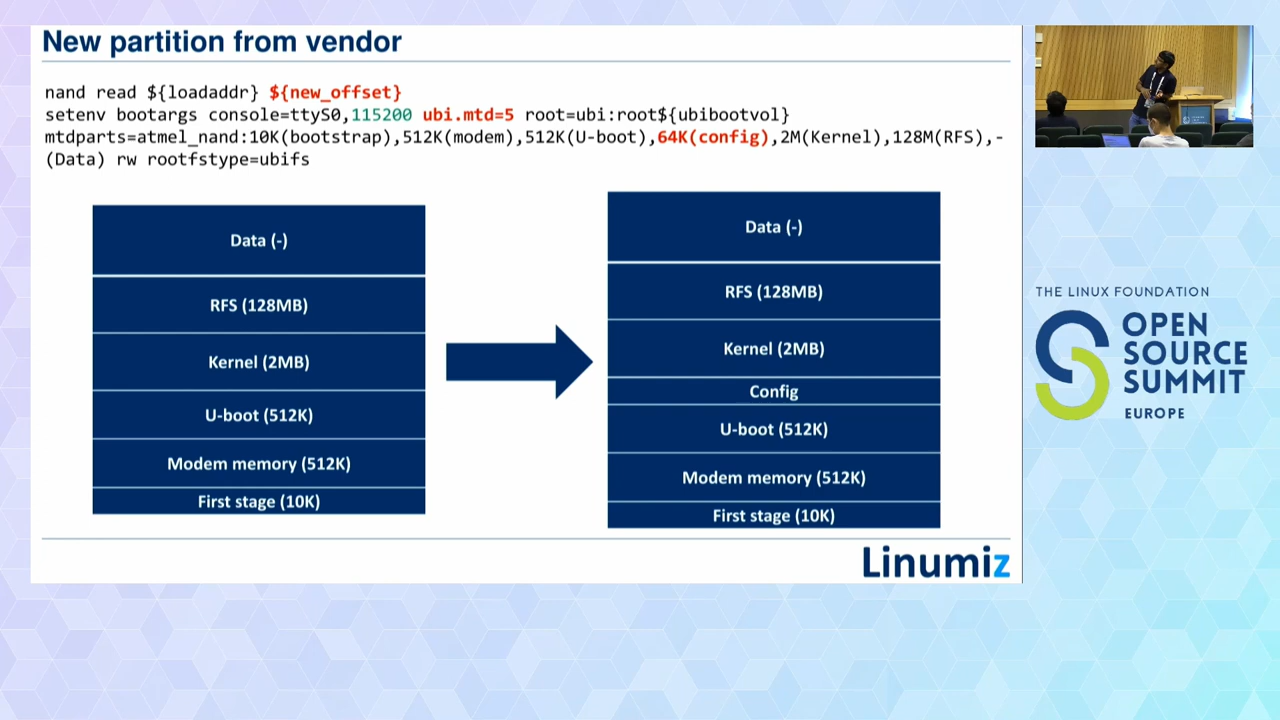 New partition from vendor
nand read ${loadaddr} ${new_offset}
setenv bootargs console=ttyS0,115200 ubi.mtd=5 root=ubi:root${ubibootvol}
mtdparts=atmel_nand:10K(bootstrap),512K(modem),512K(U-boot),64K(config),2M(Kernel),128M(RFS),-
(Data) rw rootfstype=ubifs
Data (-)
RFS (128MB)
Kernel (2MB)
U-boot (512K)
Modem memory (512K)
First stage (10K)
Data (-)
RFS (128MB)
Kernel (2MB)
Config
U-boot (512K)
Modem memory (512K)
First stage (10K)
Linumiz
THE LINUX FOUNDATION
OPEN
SOURCE
SUMMIT
EUROPE